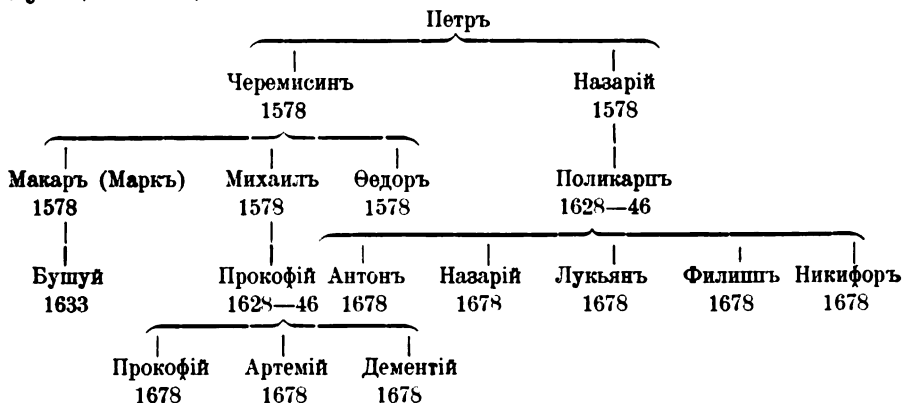 Петръ
Черемисинъ Назарій
1578 1578
Макаръ (Маркъ) Михаилъ Ѳедоръ Поликарпъ
1578 1578 1578 1628—46
Бушуй Прокофій Антонъ Назарій Лукьянъ Филиппъ Никифоръ
1633 1628—46 1678 1678 1678 1678 1678
Прокофій Артемій Дементій
1678 1678 1678